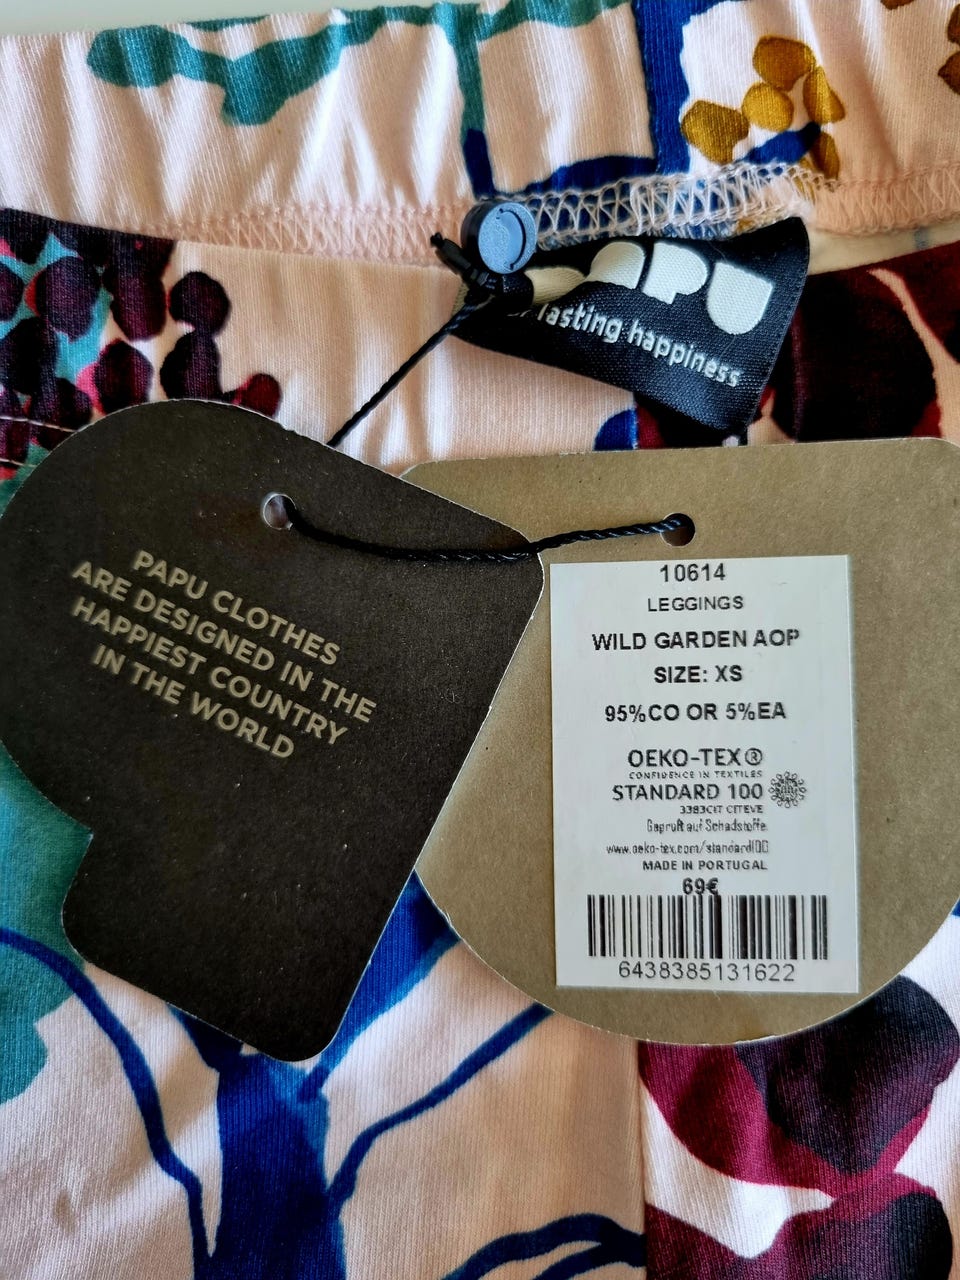 papu
lasting happiness
PAPU CLOTHES
ARE DESIGNED IN THE
HAPPIEST COUNTRY
IN THE WORLD
10614
LEGGINGS
WILD GARDEN AOP
SIZE: XS
95%CO OR 5%EA
OEKO-TEX®
CONFIDENCE IN TEXTILES
STANDARD 100
3383CIT CITEVE
Geprüft auf Schadstoffe
www.oeko-tex.com/standard100
MADE IN PORTUGAL
69€
6438385131622